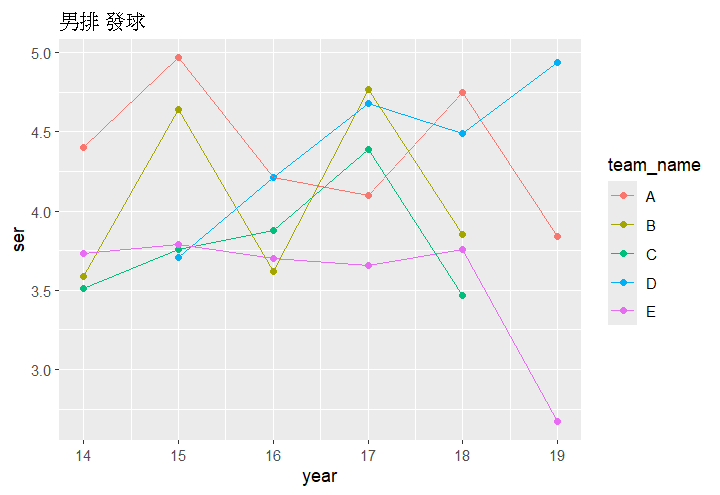 男排 發球
5.0
4.5
4.0
3.5
3.0
ser
14 15 16 17 18 19
year
team_name
A
B
C
D
E